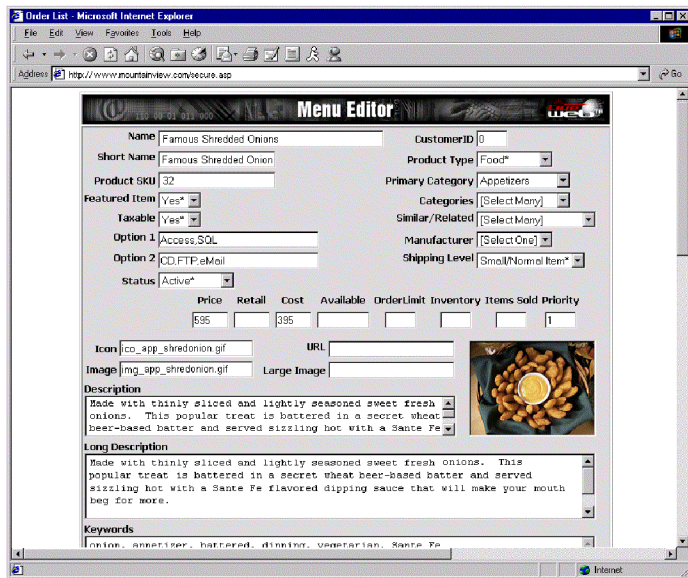 Order List - Microsoft Internet Explorer
File Edit View Favorites Tools Help
Address http://www.mountainview.com/secure.asp Go
Menu Editor
Name Famous Shredded Onions CustomerID 0
Short Name Famous Shredded Onion Product Type Food*
Product SKU 32 Primary Category Appetizers
Featured Item Yes* Categories [Select Many]
Taxable Yes* Similar/Related [Select Many]
Option 1 Access,SQL Manufacturer [Select One]
Option 2 CD,FTP,eMail Shipping Level Small/Normal Item*
Status Active*
Price Retail Cost Available OrderLimit Inventory Items Sold Priority
595 395 1
Icon ico_app_shredonion.gif URL
Image img_app_shredonion.gif Large Image
Description
Made with thinly sliced and lightly seasoned sweet fresh
onions. This popular treat is battered in a secret wheat
beer-based batter and served sizzling hot with a Sante Fe
Long Description
Made with thinly sliced and lightly seasoned sweet fresh onions. This
popular treat is battered in a secret wheat beer-based batter and served
sizzling hot with a Sante Fe flavored dipping sauce that will make your mouth
beg for more.
Keywords
onion, appetizer, battered, dinning, vegetarian, Sante Fe
Internet